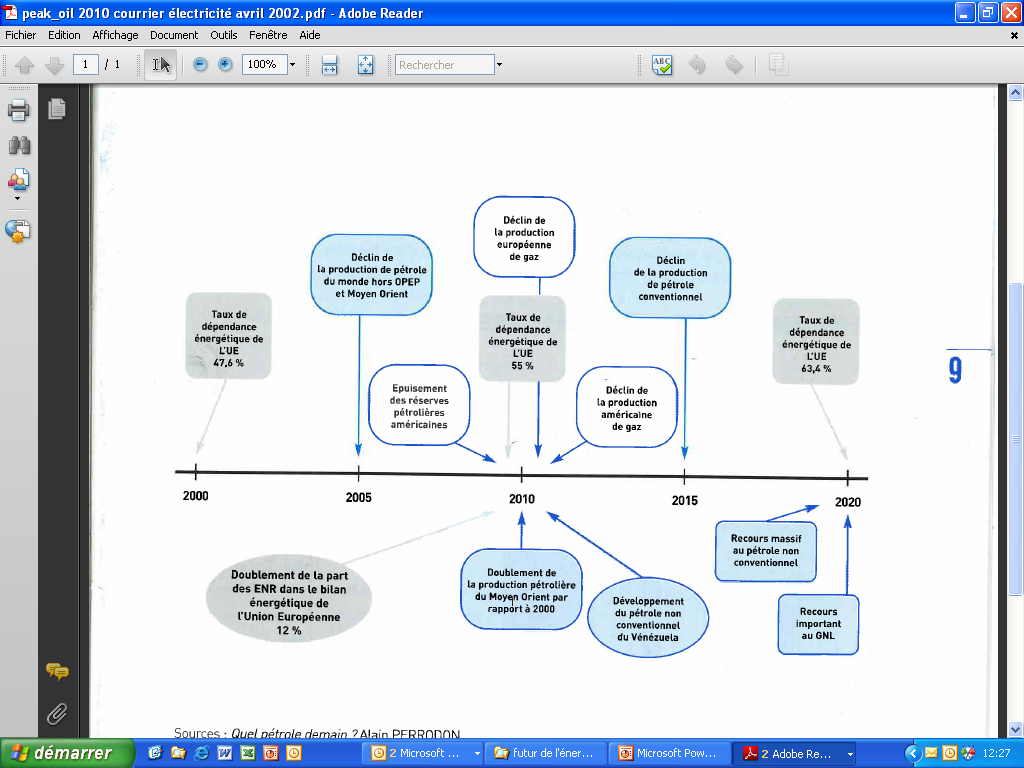 peak_oil 2010 courrier électricité avril 2002.pdf - Adobe Reader
Fichier Edition Affichage Document Outils Fenêtre Aide
1 / 1 100% Rechercher
ABC
Déclin de
la production
européenne
de gaz
Déclin de
la production de pétrole
du monde hors OPEP
et Moyen Orient
Déclin
de la production
de pétrole
conventionnel
Taux de
dépendance
énergétique de
L'UE
47,6 %
Taux de
dépendance
énergétique de
L'UE
55 %
Taux de
dépendance
énergétique de
L'UE
63,4 %
9
Epuisement
des réserves
pétrolières
américaines
Déclin de
la production
américaine
de gaz
2000 2005 2010 2015 2020
Doublement de la part
des ENR dans le bilan
énergétique de
l'Union Européenne
12 %
Doublement de
la production pétrolière
du Moyen Orient par
rapport à 2000
Développement
du pétrole non
conventionnel
du Vénézuela
Recours massif
au pétrole non
conventionnel
Recours
important
au GNL
Sources : Quel pétrole demain ? Alain PERRODON
démarrer 2 Microsoft ... futur de l'éner... Microsoft Pow... 2 Adobe Re... 12:27